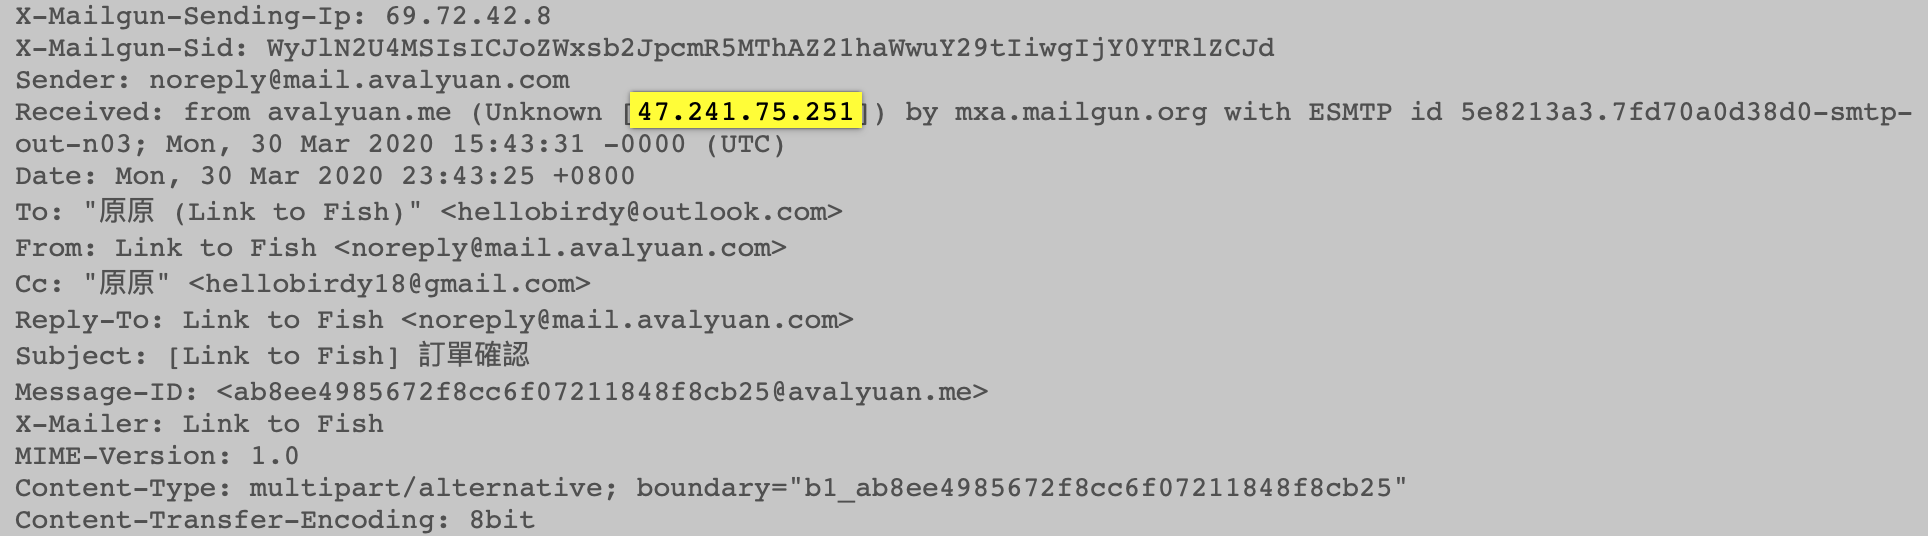 X-Mailgun-Sending-Ip: 69.72.42.8
X-Mailgun-Sid: WyJlN2U4MSIsICJoZWxsb2JpcmR5MThAZ21haWwuY29tIiwgIjY0YTRlZCJd
Sender: noreply@mail.avalyuan.com
Received: from avalyuan.me (Unknown [47.241.75.251]) by mxa.mailgun.org with ESMTP id 5e8213a3.7fd70a0d38d0-smtp-
out-n03; Mon, 30 Mar 2020 15:43:31 -0000 (UTC)
Date: Mon, 30 Mar 2020 23:43:25 +0800
To: "原原 (Link to Fish)" <hellobirdy@outlook.com>
From: Link to Fish <noreply@mail.avalyuan.com>
Cc: "原原" <hellobirdy18@gmail.com>
Reply-To: Link to Fish <noreply@mail.avalyuan.com>
Subject: [Link to Fish] 訂單確認
Message-ID: <ab8ee4985672f8cc6f07211848f8cb25@avalyuan.me>
X-Mailer: Link to Fish
MIME-Version: 1.0
Content-Type: multipart/alternative; boundary="b1_ab8ee4985672f8cc6f07211848f8cb25"
Content-Transfer-Encoding: 8bit